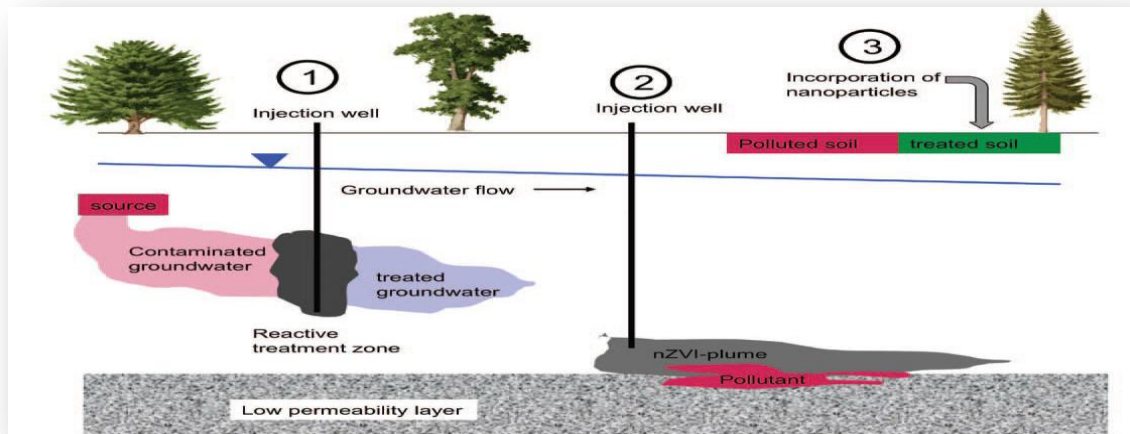 1
Injection well
2
Injection well
3
Incorporation of
nanoparticles
Polluted soil
treated soil
Groundwater flow
source
Contaminated
groundwater
treated
groundwater
Reactive
treatment zone
nZVI-plume
Pollutant
Low permeability layer